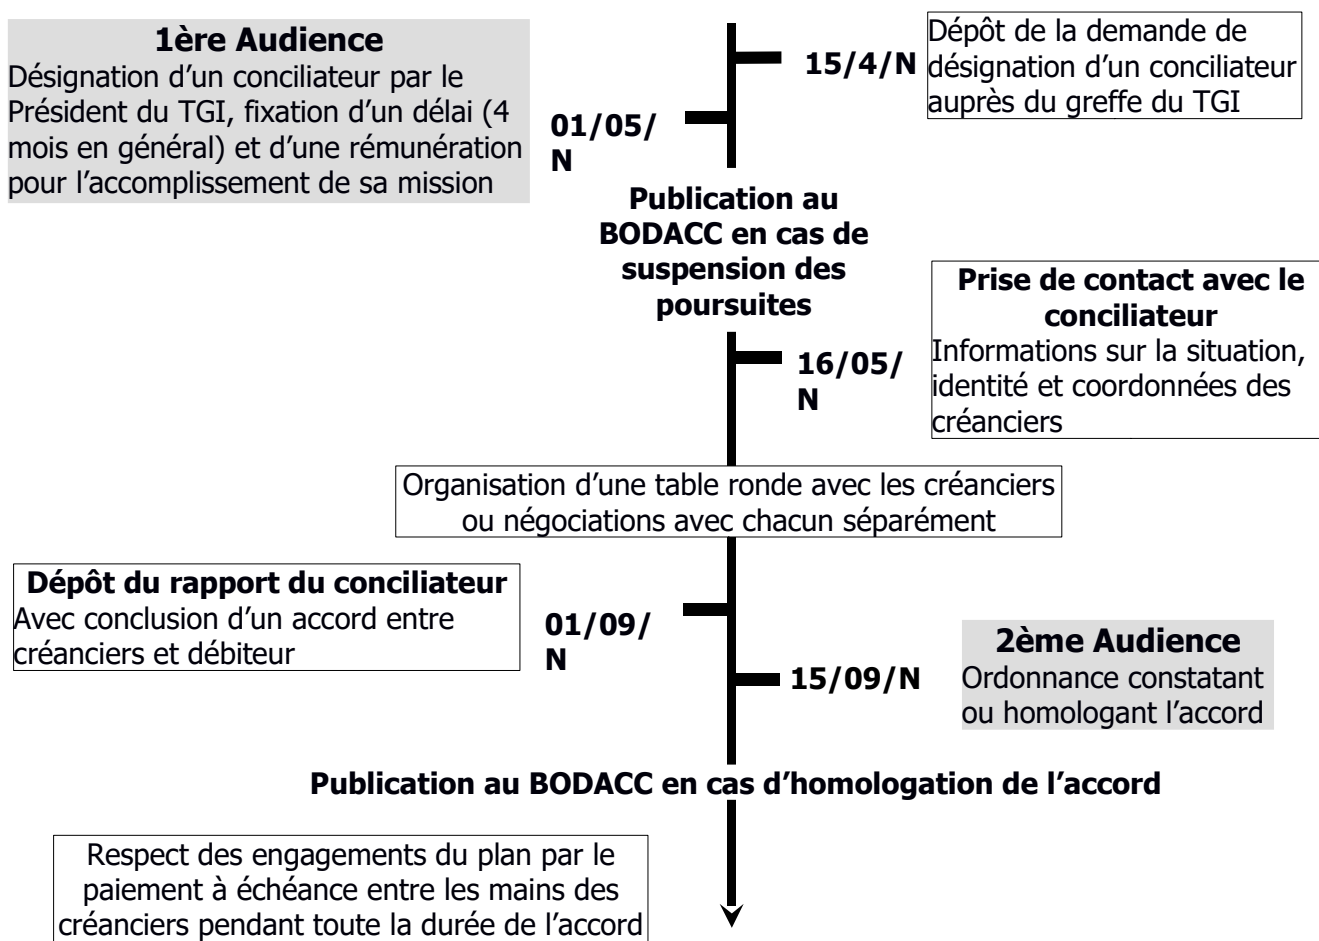 15/4/N
Dépôt de la demande de
désignation d’un conciliateur
auprès du greffe du TGI
1ère Audience
Désignation d’un conciliateur par le
Président du TGI, fixation d’un délai (4
mois en général) et d’une rémunération
pour l’accomplissement de sa mission
01/05/
N
Publication au
BODACC en cas de
suspension des
poursuites
16/05/
N
Prise de contact avec le
conciliateur
Informations sur la situation,
identité et coordonnées des
créanciers
Organisation d’une table ronde avec les créanciers
ou négociations avec chacun séparément
Dépôt du rapport du conciliateur
Avec conclusion d’un accord entre
créanciers et débiteur
01/09/
N
15/09/N
2ème Audience
Ordonnance constatant
ou homologant l’accord
Publication au BODACC en cas d’homologation de l’accord
Respect des engagements du plan par le
paiement à échéance entre les mains des
créanciers pendant toute la durée de l’accord